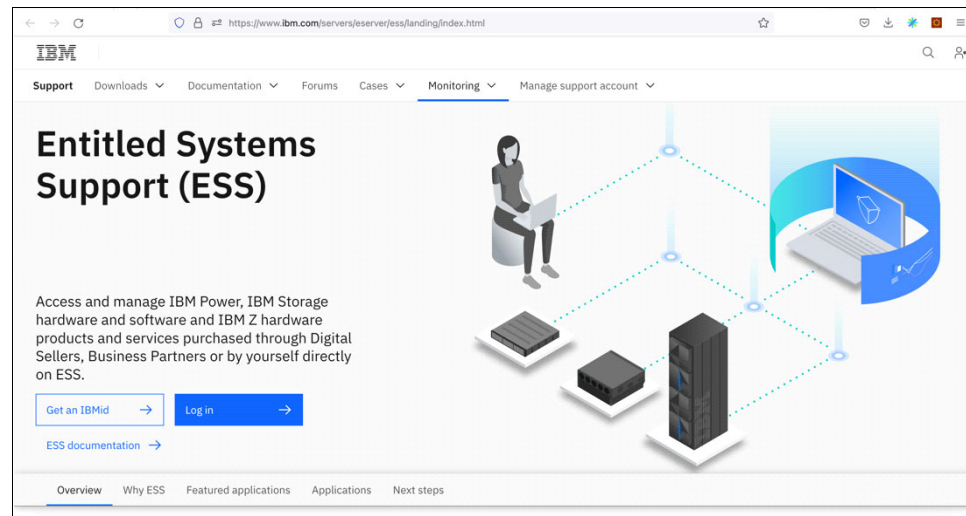 https://www.ibm.com/servers/eserver/ess/landing/index.html
IBM
Support Downloads Documentation Forums Cases Monitoring Manage support account
Entitled Systems
Support (ESS)
Access and manage IBM Power, IBM Storage
hardware and software and IBM Z hardware
products and services purchased through Digital
Sellers, Business Partners or by yourself directly
on ESS.
Get an IBMid Log in
ESS documentation
Overview Why ESS Featured applications Applications Next steps